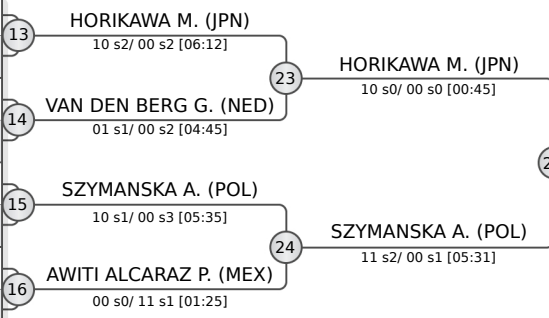 HORIKAWA M. (JPN)
13
10 s2/ 00 s2 [06:12]
HORIKAWA M. (JPN)
23
10 s0/ 00 s0 [00:45]
VAN DEN BERG G. (NED)
14
01 s1/ 00 s2 [04:45]
SZYMANSKA A. (POL)
15
10 s1/ 00 s3 [05:35]
SZYMANSKA A. (POL)
24
11 s2/ 00 s1 [05:31]
AWITI ALCARAZ P. (MEX)
16
00 s0/ 11 s1 [01:25]